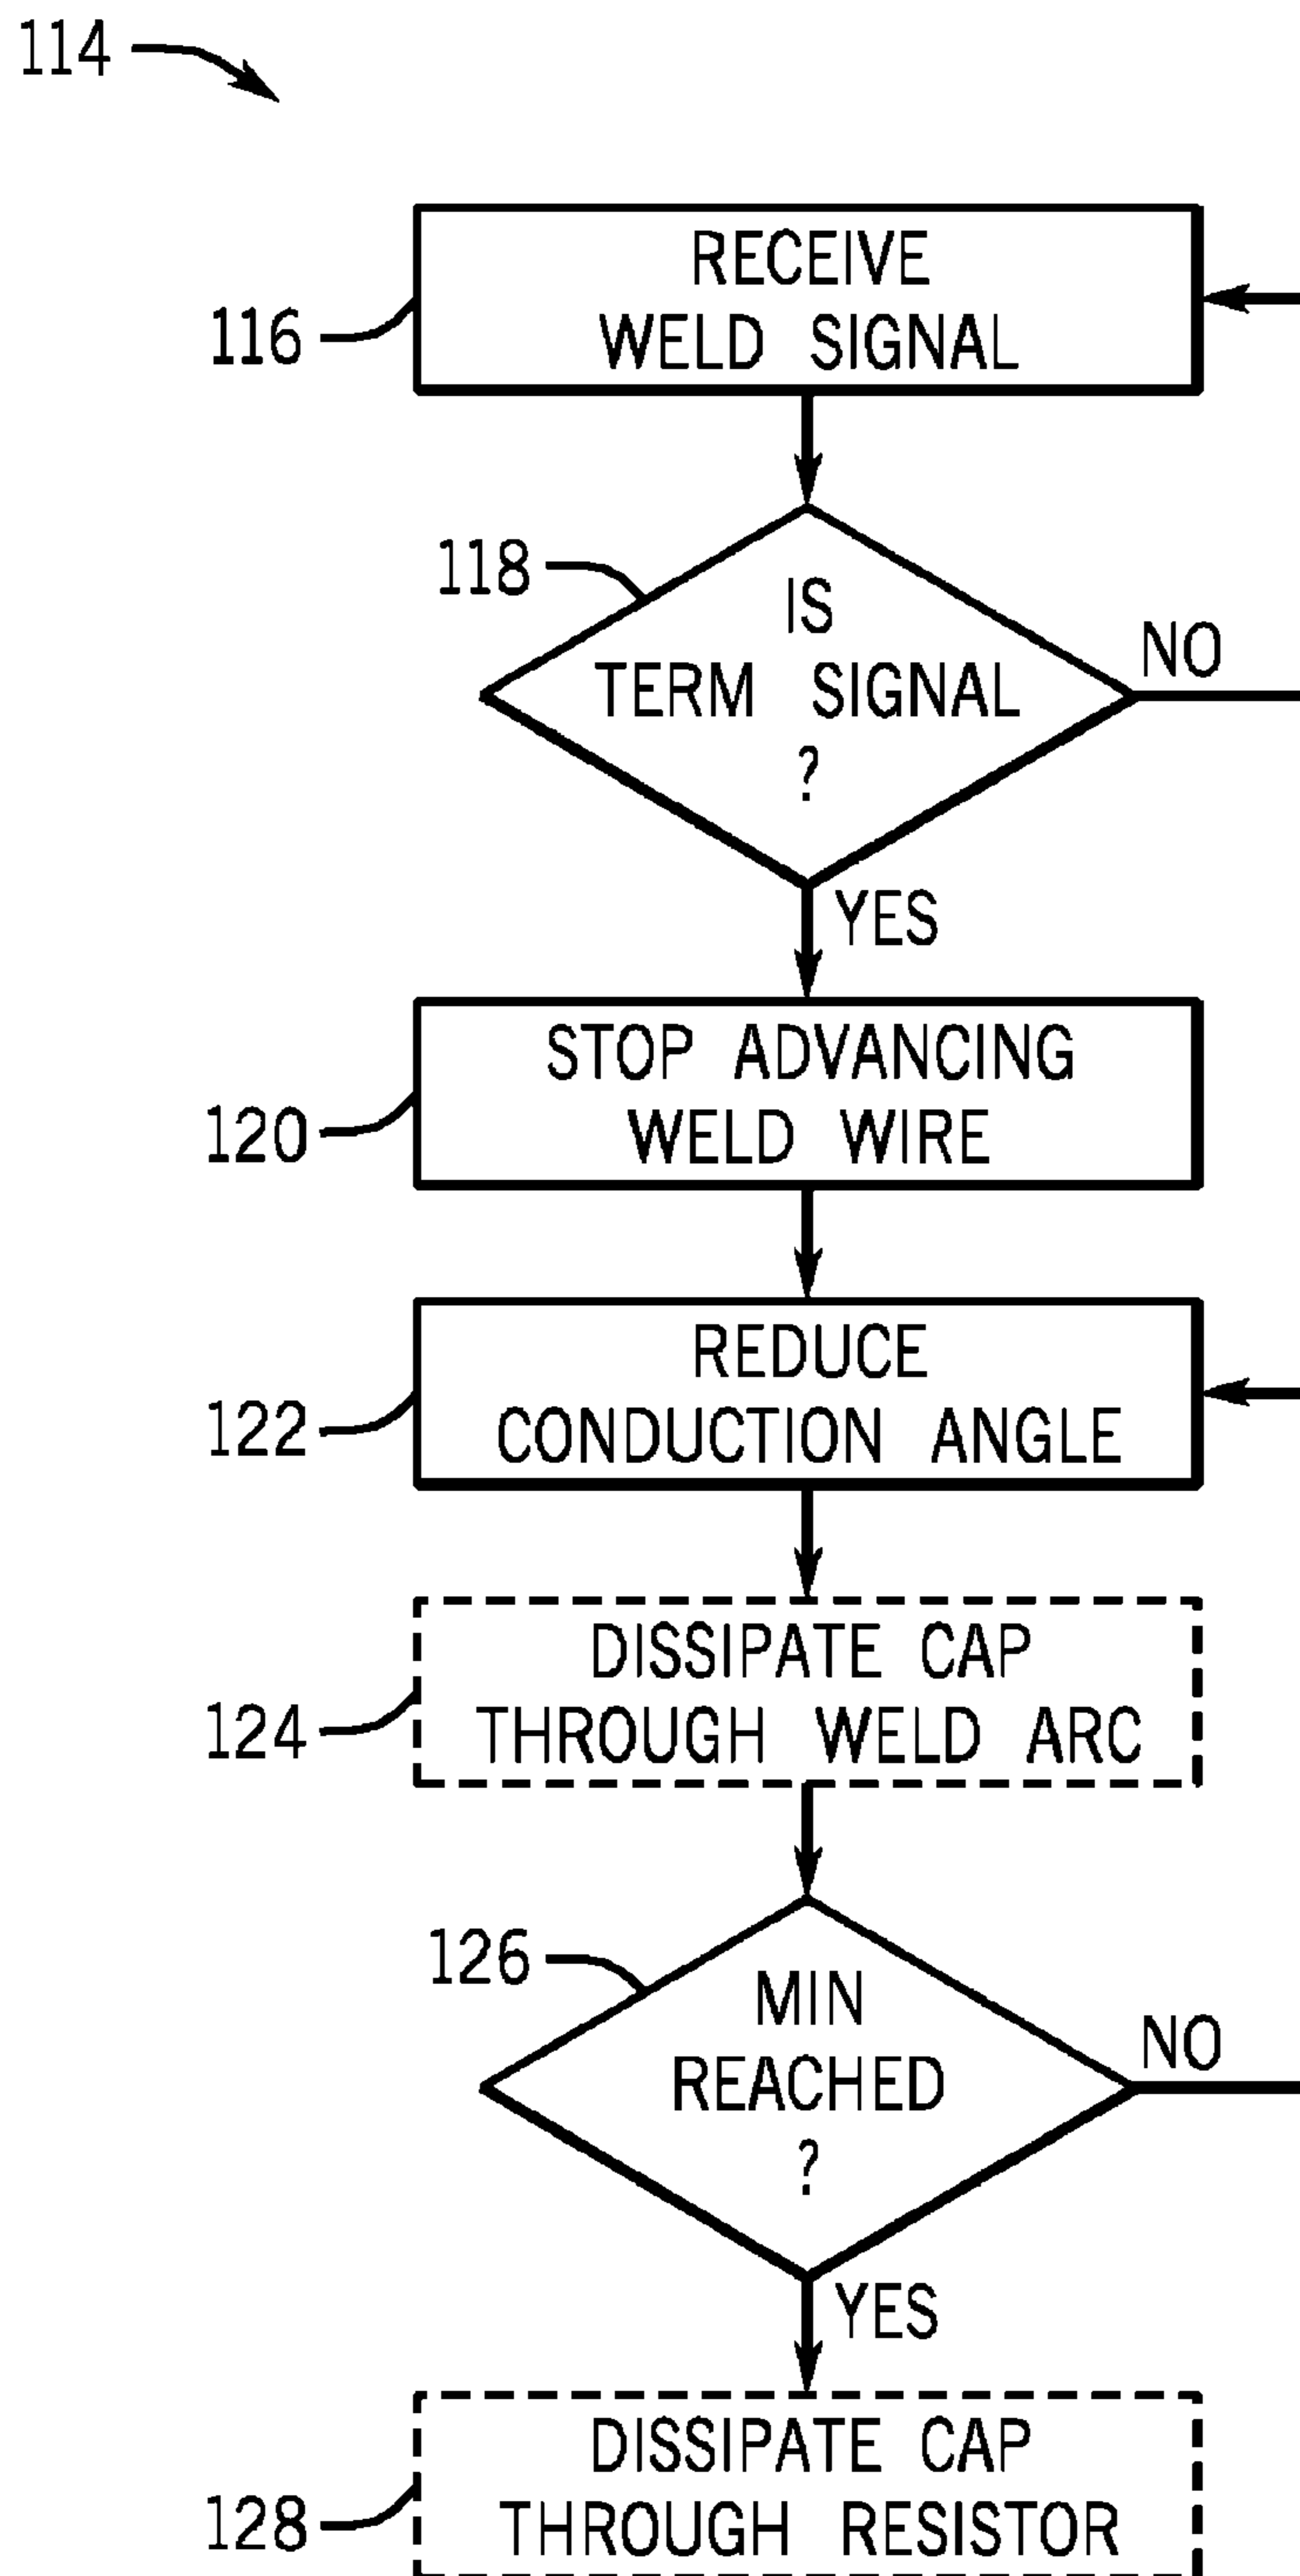 114
RECEIVE
WELD SIGNAL
116
118
IS
TERM SIGNAL
?
NO
YES
STOP ADVANCING
WELD WIRE
120
REDUCE
CONDUCTION ANGLE
122
DISSIPATE CAP
THROUGH WELD ARC
124
126
MIN
REACHED
?
NO
YES
DISSIPATE CAP
THROUGH RESISTOR
128